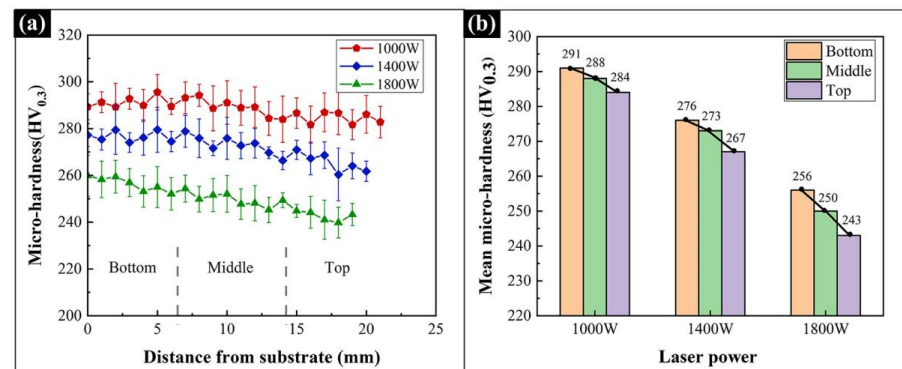 (a)
320
300
280
260
240
220
200
Micro-hardness(HV0.3)
1000W
1400W
1800W
Bottom
Middle
Top
0
5
10
15
20
25
Distance from substrate (mm)
(b)
300
290
280
270
260
250
240
230
220
Mean micro-hardness (HV0.3)
Bottom
Middle
Top
291
288
284
276
273
267
256
250
243
1000W
1400W
1800W
Laser power